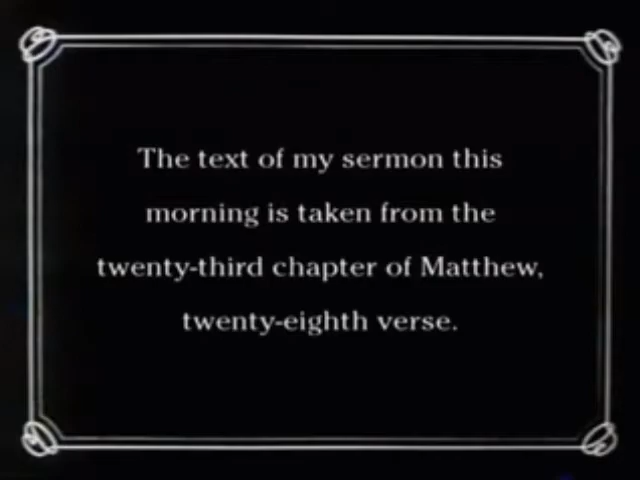 The text of my sermon this
morning is taken from the
twenty-third chapter of Matthew,
twenty-eighth verse.